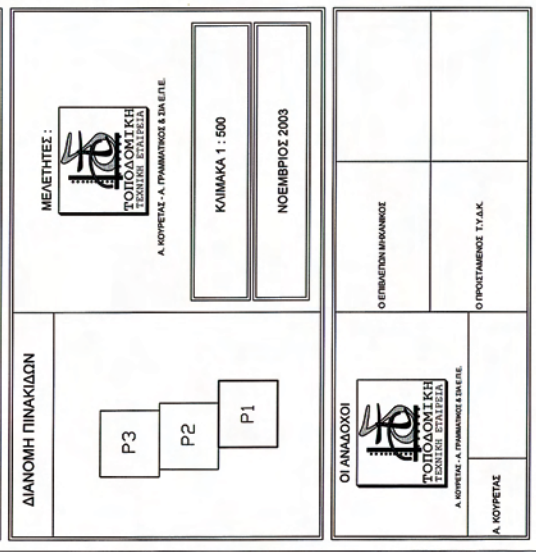 ΔΙΑΝΟΜΗ ΠΙΝΑΚΙΔΩΝ
P3
P2
P1
ΜΕΛΕΤΗΤΕΣ :
ΤΟΠΟΔΟΜΙΚΗ
ΤΕΧΝΙΚΗ ΕΤΑΙΡΕΙΑ
Α. ΚΟΥΡΕΤΑΣ - Α. ΓΡΑΜΜΑΤΙΚΟΣ & ΣΙΑ Ε.Π.Ε.
ΚΛΙΜΑΚΑ 1 : 500
ΝΟΕΜΒΡΙΟΣ 2003
ΟΙ ΑΝΑΔΟΧΟΙ
ΤΟΠΟΔΟΜΙΚΗ
ΤΕΧΝΙΚΗ ΕΤΑΙΡΕΙΑ
Α. ΚΟΥΡΕΤΑΣ - Α. ΓΡΑΜΜΑΤΙΚΟΣ & ΣΙΑ Ε.Π.Ε.
Α. ΚΟΥΡΕΤΑΣ
Ο ΕΠΙΒΛΕΠΩΝ ΜΗΧΑΝΙΚΟΣ
Ο ΠΡΟΙΣΤΑΜΕΝΟΣ Τ.Υ.Δ.Κ.